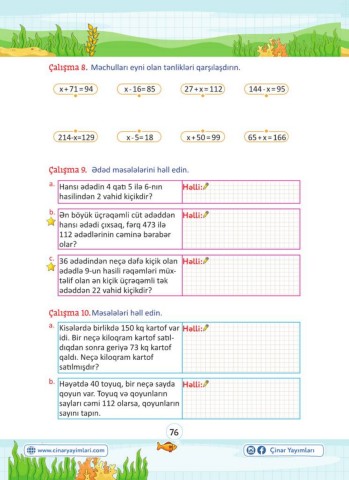 Çalışma 8. Məchulları eyni olan tənlikləri qarşılaşdırın.
x + 71 = 94   x - 16= 85   27 + x = 112   144 - x = 95
214-x=129   x - 5= 18   x + 50 = 99   65 + x = 166
Çalışma 9. Ədəd məsələlərini həll edin.
a. Hansı ədədin 4 qatı 5 ilə 6-nın
hasilindən 2 vahid kiçikdir?
Həlli:
b. Ən böyük üçrəqəmli cüt ədəddən
hansı ədədi çıxsaq, fərq 473 ilə
112 ədədlərinin cəminə bərabər
olar?
Həlli:
c. 36 ədədindən neçə dəfə kiçik olan
ədədlə 9-un hasili rəqəmləri müx-
təlif olan ən kiçik üçrəqəmli tək
ədəddən 22 vahid kiçikdir?
Həlli:
Çalışma 10. Məsələləri həll edin.
a. Kisələrdə birlikdə 150 kq kartof var
idi. Bir neçə kiloqram kartof satıl-
dıqdan sonra geriyə 73 kq kartof
qaldı. Neçə kiloqram kartof
satılmışdır?
Həlli:
b. Həyətdə 40 toyuq, bir neçə sayda
qoyun var. Toyuq və qoyunların
sayları cəmi 112 olarsa, qoyunların
sayını tapın.
Həlli:
76
www.cinaryayimlari.com
Çinar Yayımları